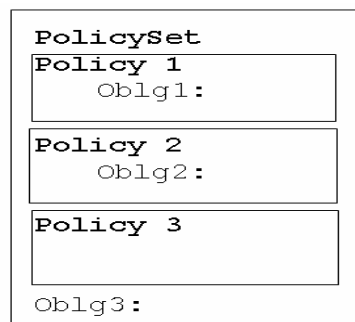 PolicySet
Policy 1
Oblg1:
Policy 2
Oblg2:
Policy 3
Oblg3: